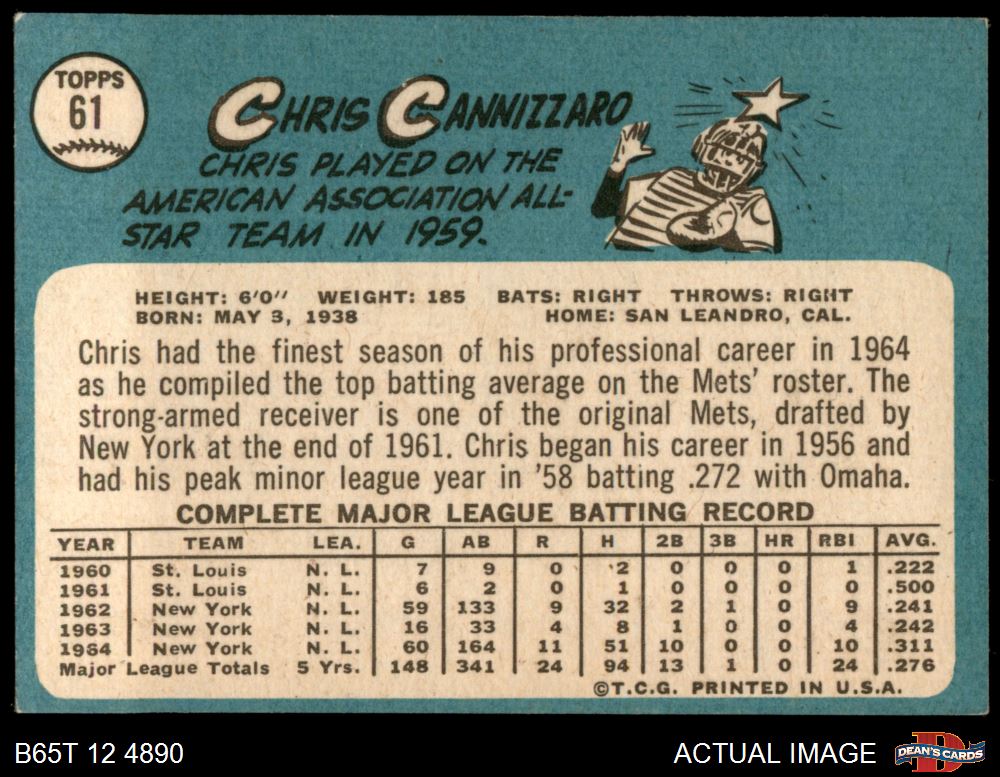 TOPPS
61
CHRIS CANNIZZARO
CHRIS PLAYED ON THE
AMERICAN ASSOCIATION ALL-
STAR TEAM IN 1959.
HEIGHT: 6'0" WEIGHT: 185 BATS: RIGHT THROWS: RIGHT
BORN: MAY 3, 1938 HOME: SAN LEANDRO, CAL.
Chris had the finest season of his professional career in 1964
as he compiled the top batting average on the Mets' roster. The
strong-armed receiver is one of the original Mets, drafted by
New York at the end of 1961. Chris began his career in 1956 and
had his peak minor league year in '58 batting .272 with Omaha.
COMPLETE MAJOR LEAGUE BATTING RECORD
YEAR TEAM LEA. G AB R H 2B 3B HR RBI AVG.
1960 St. Louis N. L. 7 9 0 2 0 0 0 1 .222
1961 St. Louis N. L. 6 2 0 1 0 0 0 0 .500
1962 New York N. L. 59 133 9 32 2 1 0 9 .241
1963 New York N. L. 16 33 4 8 1 0 0 4 .242
1964 New York N. L. 60 164 11 51 10 0 0 10 .311
Major League Totals 5 Yrs. 148 341 24 94 13 1 0 24 .276
©T.C.G. PRINTED IN U.S.A.
B65T 12 4890 ACTUAL IMAGE DEAN'S CARDS